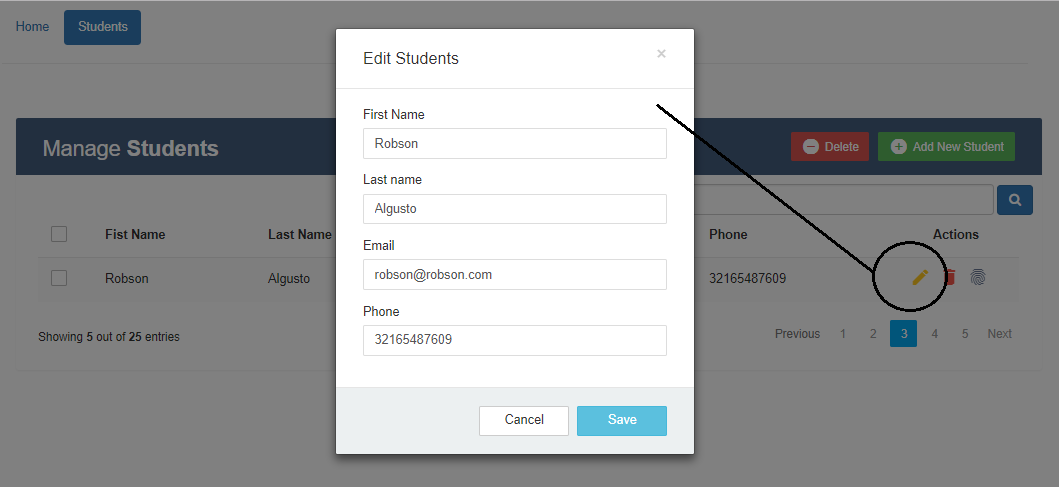 Home Students
Edit Students ×
First Name
Robson
Last name
Algusto
Email
robson@robson.com
Phone
32165487609
Cancel Save
Manage Students Delete Add New Student
Fist Name Last Name Phone Actions
Robson Algusto 32165487609
Showing 5 out of 25 entries Previous 1 2 3 4 5 Next